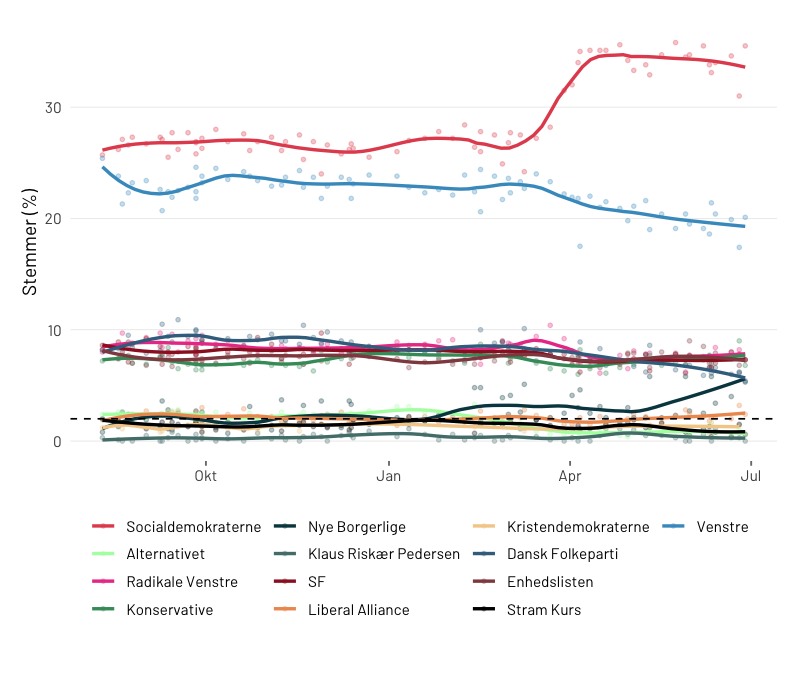 Stemmer (%)
30
20
10
0
Okt Jan Apr Jul
Socialdemokraterne Nye Borgerlige Kristendemokraterne Venstre
Alternativet Klaus Riskær Pedersen Dansk Folkeparti
Radikale Venstre SF Enhedslisten
Konservative Liberal Alliance Stram Kurs